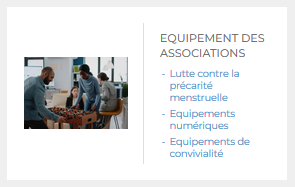 EQUIPEMENT DES
ASSOCIATIONS
- Lutte contre la
précarité
menstruelle
- Equipements
numériques
- Equipements de
convivialité